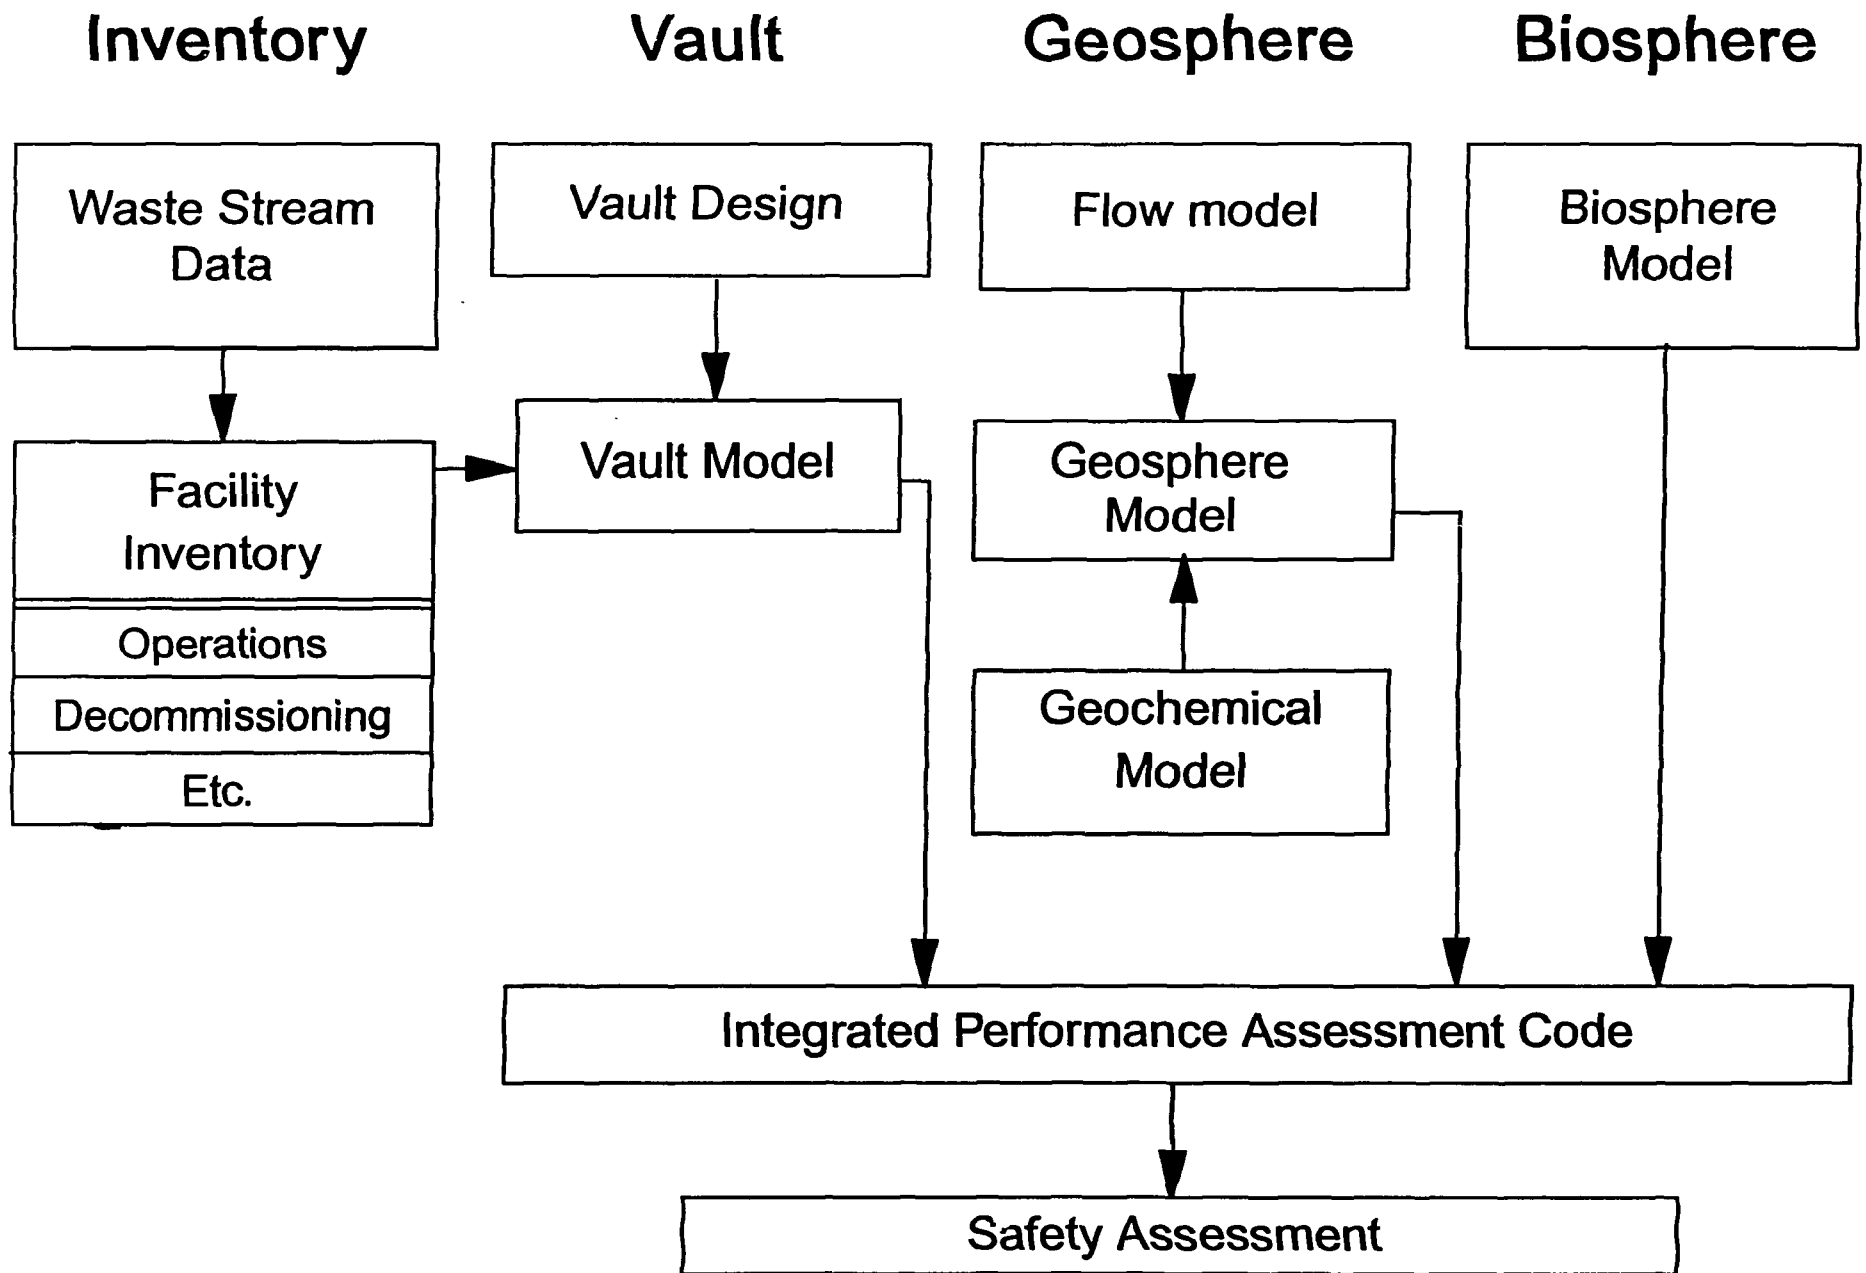 Inventory
Vault
Geosphere
Biosphere
Waste Stream
Data
Vault Design
Flow model
Biosphere
Model
Facility
Inventory
Operations
Decommissioning
Etc.
Vault Model
Geosphere
Model
Geochemical
Model
Integrated Performance Assessment Code
Safety Assessment